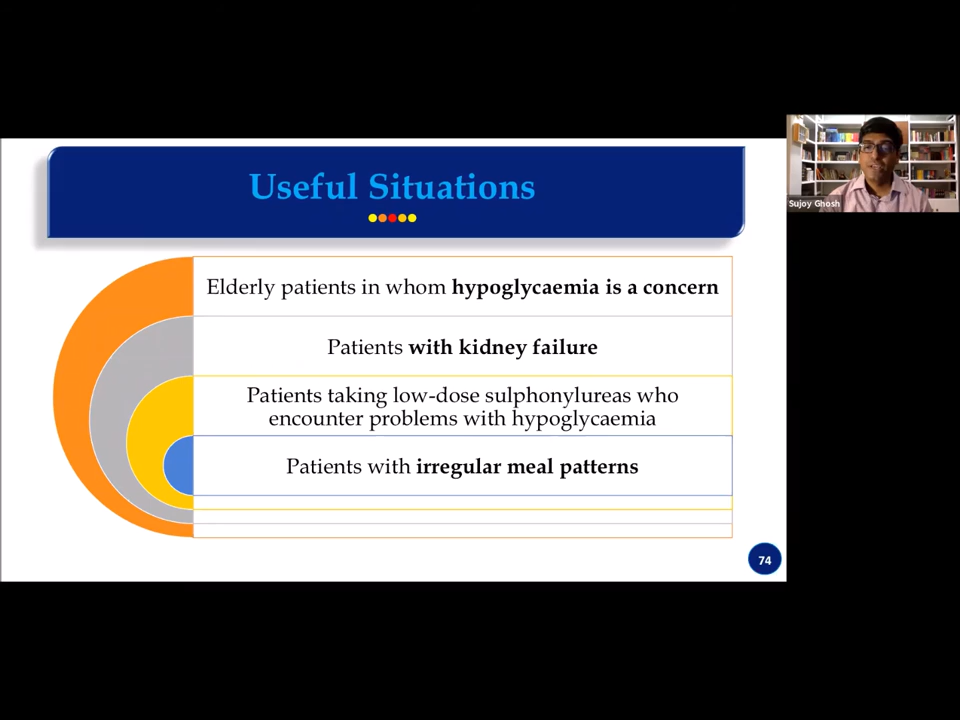 Useful Situations
Elderly patients in whom hypoglycaemia is a concern
Patients with kidney failure
Patients taking low-dose sulphonylureas who
encounter problems with hypoglycaemia
Patients with irregular meal patterns
74
Sujoy Ghosh